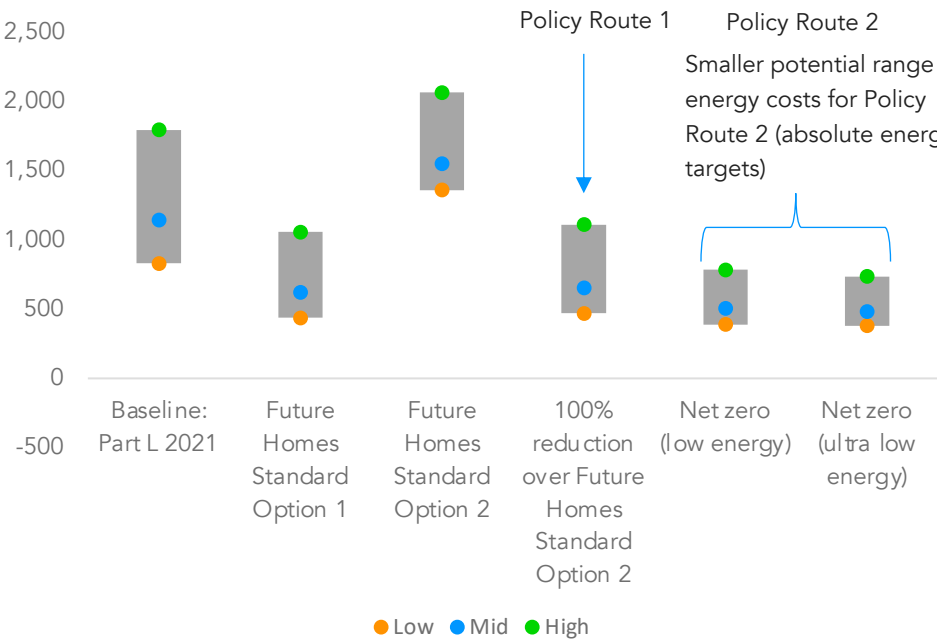 2,500
2,000
1,500
1,000
500
0
-500
Policy Route 1
Policy Route 2
Smaller potential range
energy costs for Policy
Route 2 (absolute energ
targets)
Baseline:
Part L 2021
Future
Homes
Standard
Option 1
Future
Homes
Standard
Option 2
100%
reduction
over Future
Homes
Standard
Option 2
Net zero
(low energy)
Net zero
(ultra low
energy)
Low Mid High